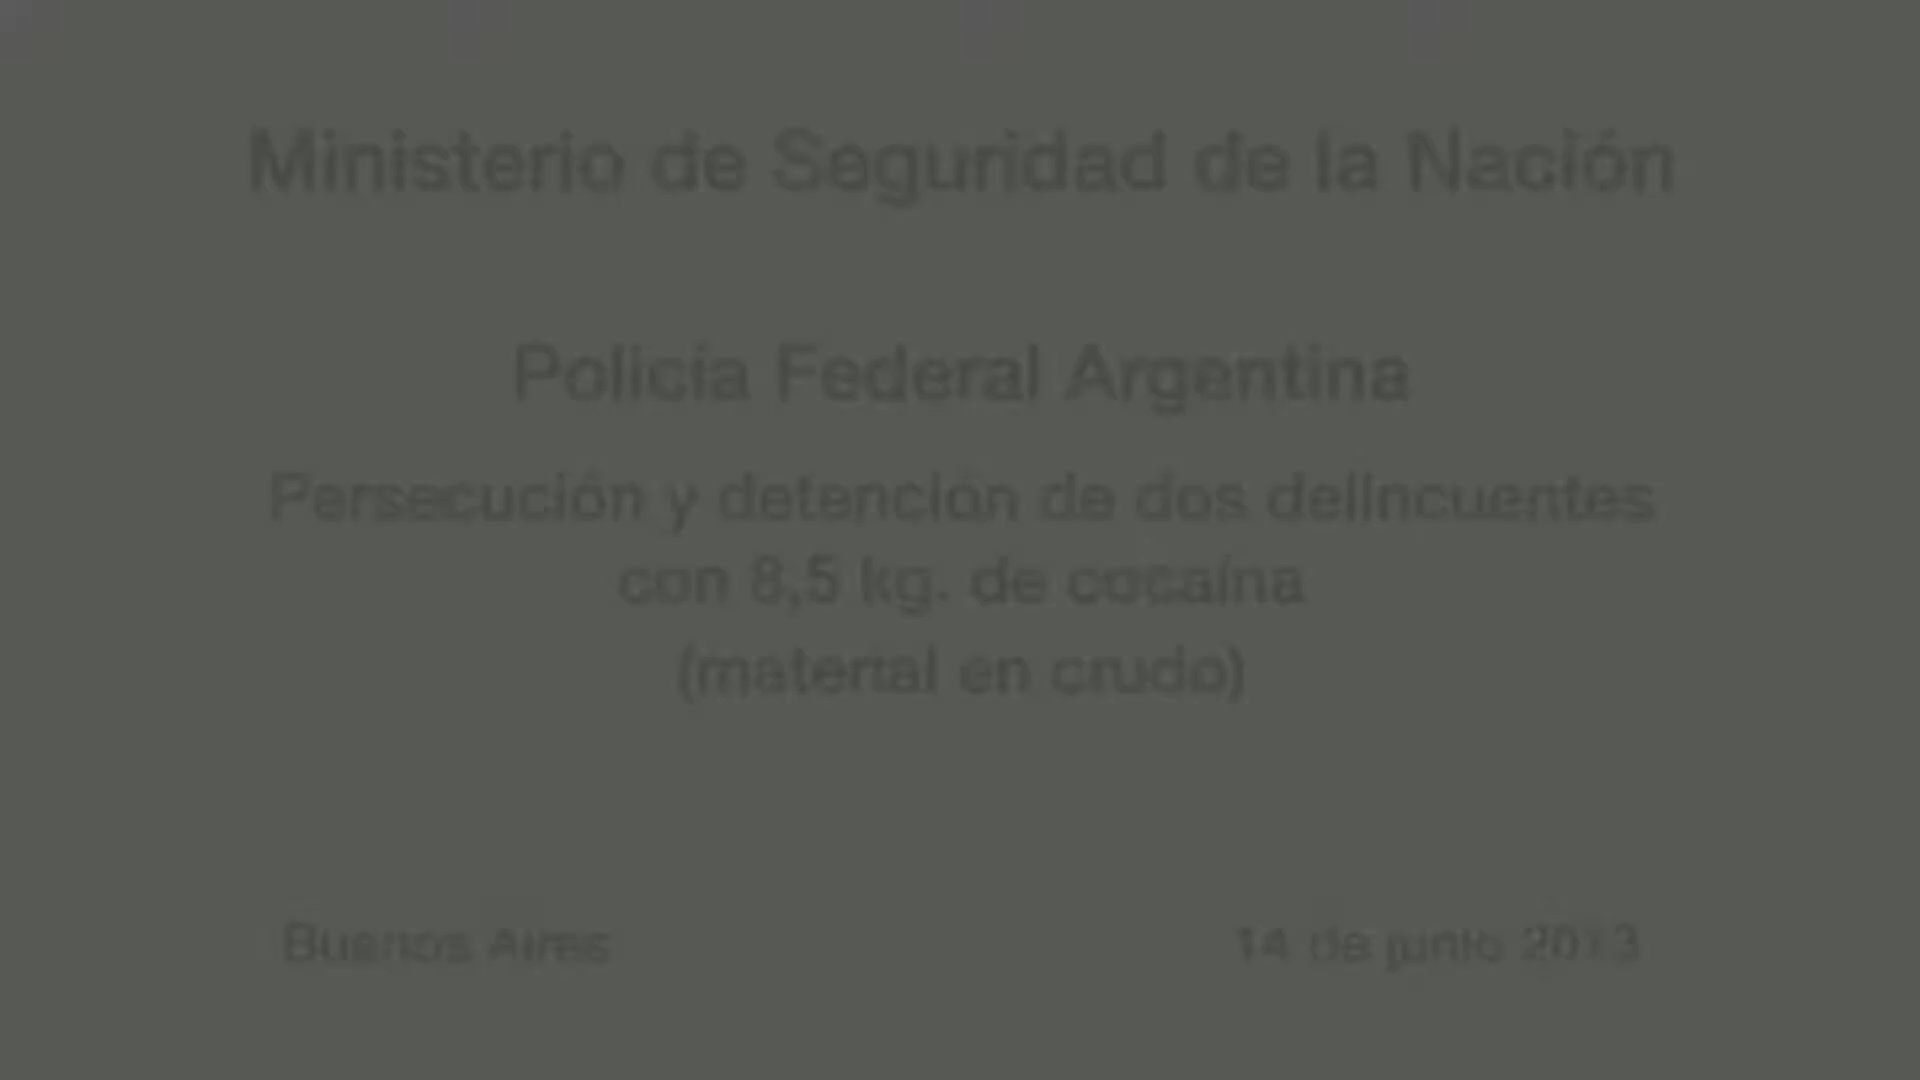 Ministerio de Seguridad de la Nación
Policía Federal Argentina
Persecución y detención de dos delincuentes
con 8,5 kg. de cocaína
(material en crudo)
Buenos Aires
14 de junio 2013